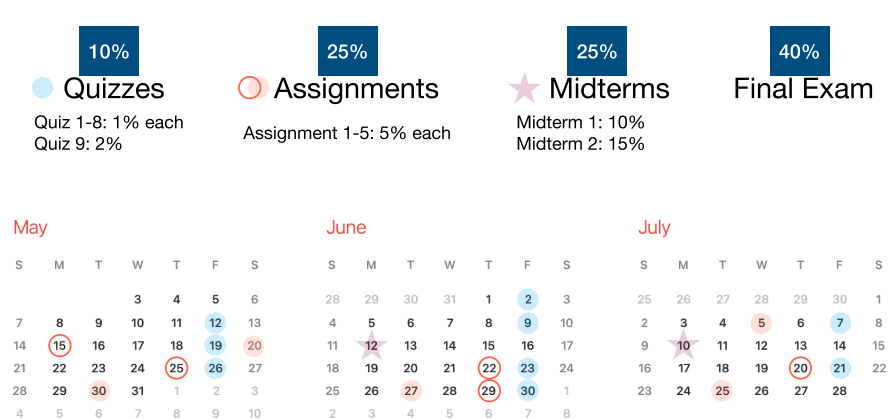 10% 25% 25% 40%
Quizzes Assignments Midterms Final Exam
Quiz 1-8: 1% each
Quiz 9: 2%
Assignment 1-5: 5% each
Midterm 1: 10%
Midterm 2: 15%
May
S M T W T F S
3 4 5 6
7 8 9 10 11 12 13
14 15 16 17 18 19 20
21 22 23 24 25 26 27
28 29 30 31 1 2 3
4 5 6 7 8 9 10
June
S M T W T F S
28 29 30 31 1 2 3
4 5 6 7 8 9 10
11 12 13 14 15 16 17
18 19 20 21 22 23 24
25 26 27 28 29 30 1
2 3 4 5 6 7 8
July
S M T W T F S
25 26 27 28 29 30 1
2 3 4 5 6 7 8
9 10 11 12 13 14 15
16 17 18 19 20 21 22
23 24 25 26 27 28